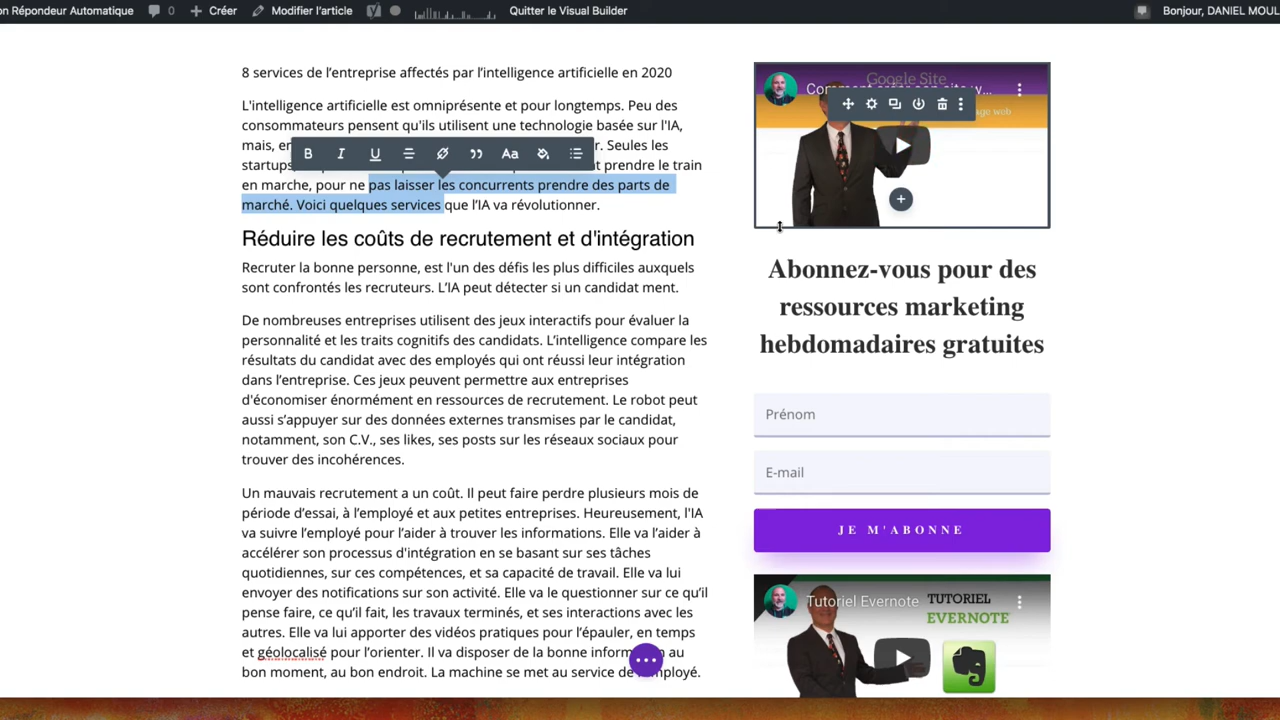 on Répondeur Automatique 0 Créer Modifier l'article Quitter le Visual Builder Bonjour, DANIEL MOUL
8 services de l’entreprise affectés par l’intelligence artificielle en 2020
L'intelligence artificielle est omniprésente et pour longtemps. Peu des
consommateurs pensent qu'ils utilisent une technologie basée sur l'IA,
mais, en r. Seules les
startups, t prendre le train
en marche, pour ne pas laisser les concurrents prendre des parts de
marché. Voici quelques services que l’IA va révolutionner.
Réduire les coûts de recrutement et d'intégration
Recruter la bonne personne, est l'un des défis les plus difficiles auxquels
sont confrontés les recruteurs. L’IA peut détecter si un candidat ment.
De nombreuses entreprises utilisent des jeux interactifs pour évaluer la
personnalité et les traits cognitifs des candidats. L’intelligence compare les
résultats du candidat avec des employés qui ont réussi leur intégration
dans l’entreprise. Ces jeux peuvent permettre aux entreprises
d'économiser énormément en ressources de recrutement. Le robot peut
aussi s’appuyer sur des données externes transmises par le candidat,
notamment, son C.V., ses likes, ses posts sur les réseaux sociaux pour
trouver des incohérences.
Un mauvais recrutement a un coût. Il peut faire perdre plusieurs mois de
période d’essai, à l’employé et aux petites entreprises. Heureusement, l'IA
va suivre l’employé pour l’aider à trouver les informations. Elle va l’aider à
accélérer son processus d'intégration en se basant sur ses tâches
quotidiennes, sur ces compétences, et sa capacité de travail. Elle va lui
envoyer des notifications sur son activité. Elle va le questionner sur ce qu’il
pense faire, ce qu’il fait, les travaux terminés, et ses interactions avec les
autres. Elle va lui apporter des vidéos pratiques pour l’épauler, en temps
et géolocalisé pour l’orienter. Il va disposer de la bonne information au
bon moment, au bon endroit. La machine se met au service de l'employé.
Google Site
Comment créer son site w...
age web
Abonnez-vous pour des
ressources marketing
hebdomadaires gratuites
Prénom
E-mail
JE M'ABONNE
Tutoriel Evernote
TUTORIEL
EVERNOTE
B I U Aa